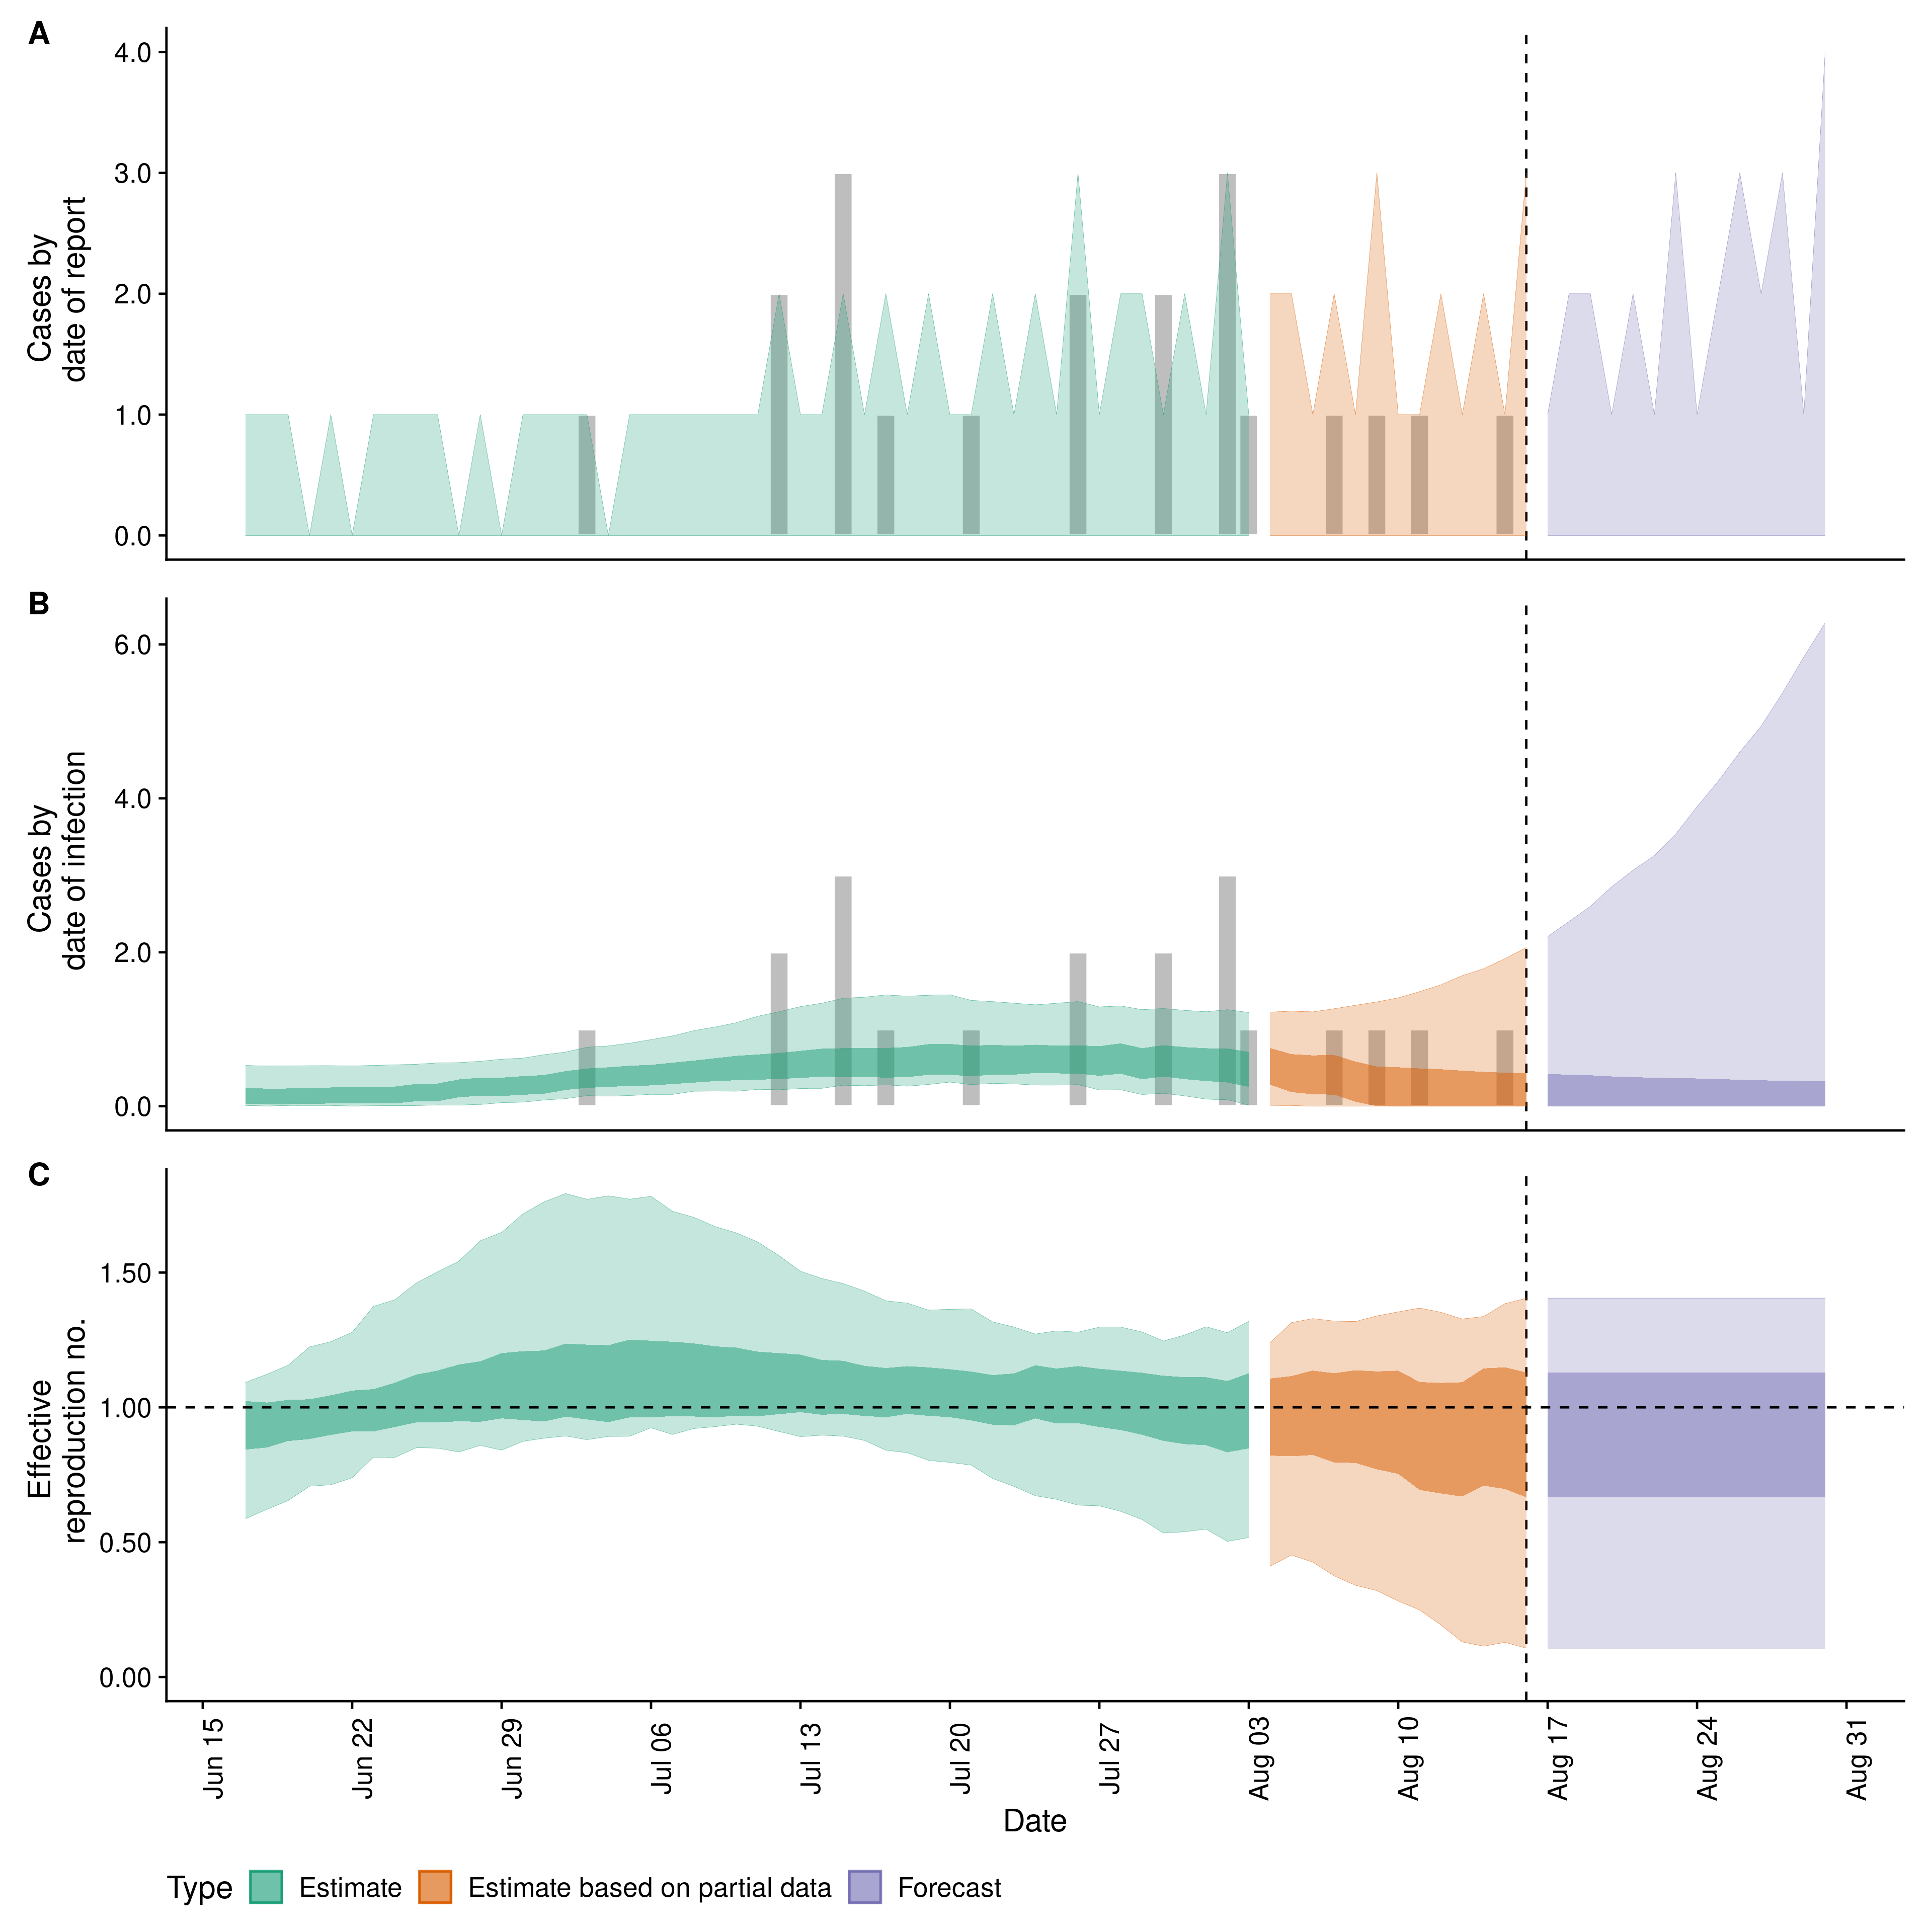 A
4.0
3.0
2.0
1.0
0.0
Cases by
date of report
B
6.0
4.0
2.0
0.0
Cases by
date of infection
C
1.50
1.00
0.50
0.00
Effective
reproduction no.
Jun 15
Jun 22
Jun 29
Jul 06
Jul 13
Jul 20
Jul 27
Aug 03
Aug 10
Aug 17
Aug 24
Aug 31
Date
Type Estimate Estimate based on partial data Forecast